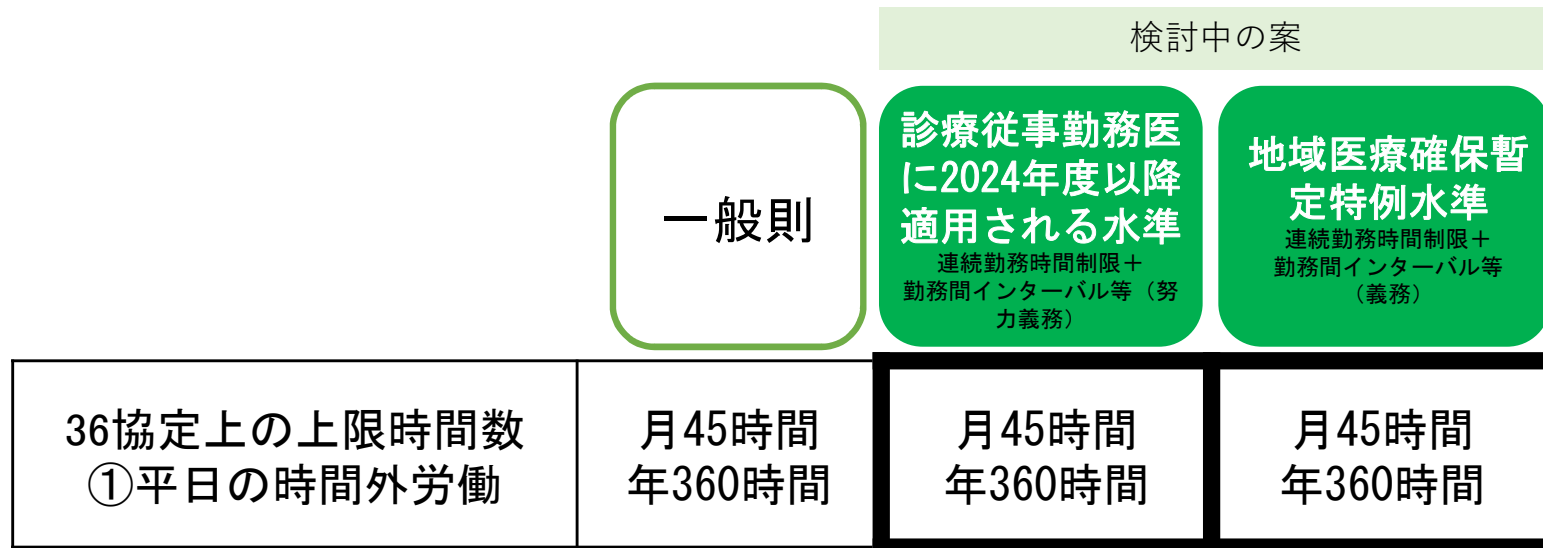 検討中の案
一般則
診療従事勤務医
に2024年度以降
適用される水準
連続勤務時間制限＋
勤務間インターバル等（努
力義務）
地域医療確保暫
定特例水準
連続勤務時間制限＋
勤務間インターバル等
（義務）
36協定上の上限時間数
①平日の時間外労働
月45時間
年360時間
月45時間
年360時間
月45時間
年360時間